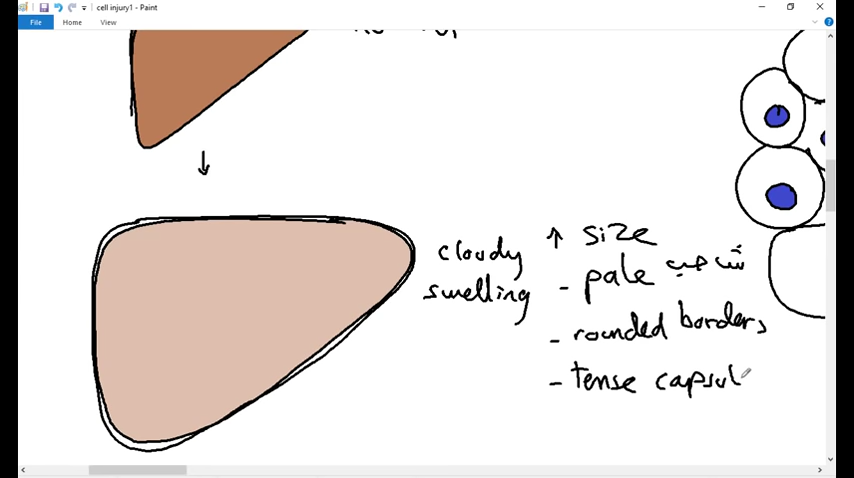 cell injury1 - Paint
File Home View
cloudy
swelling
↑ size
- pale شاحب
- rounded borders
- tense capsul